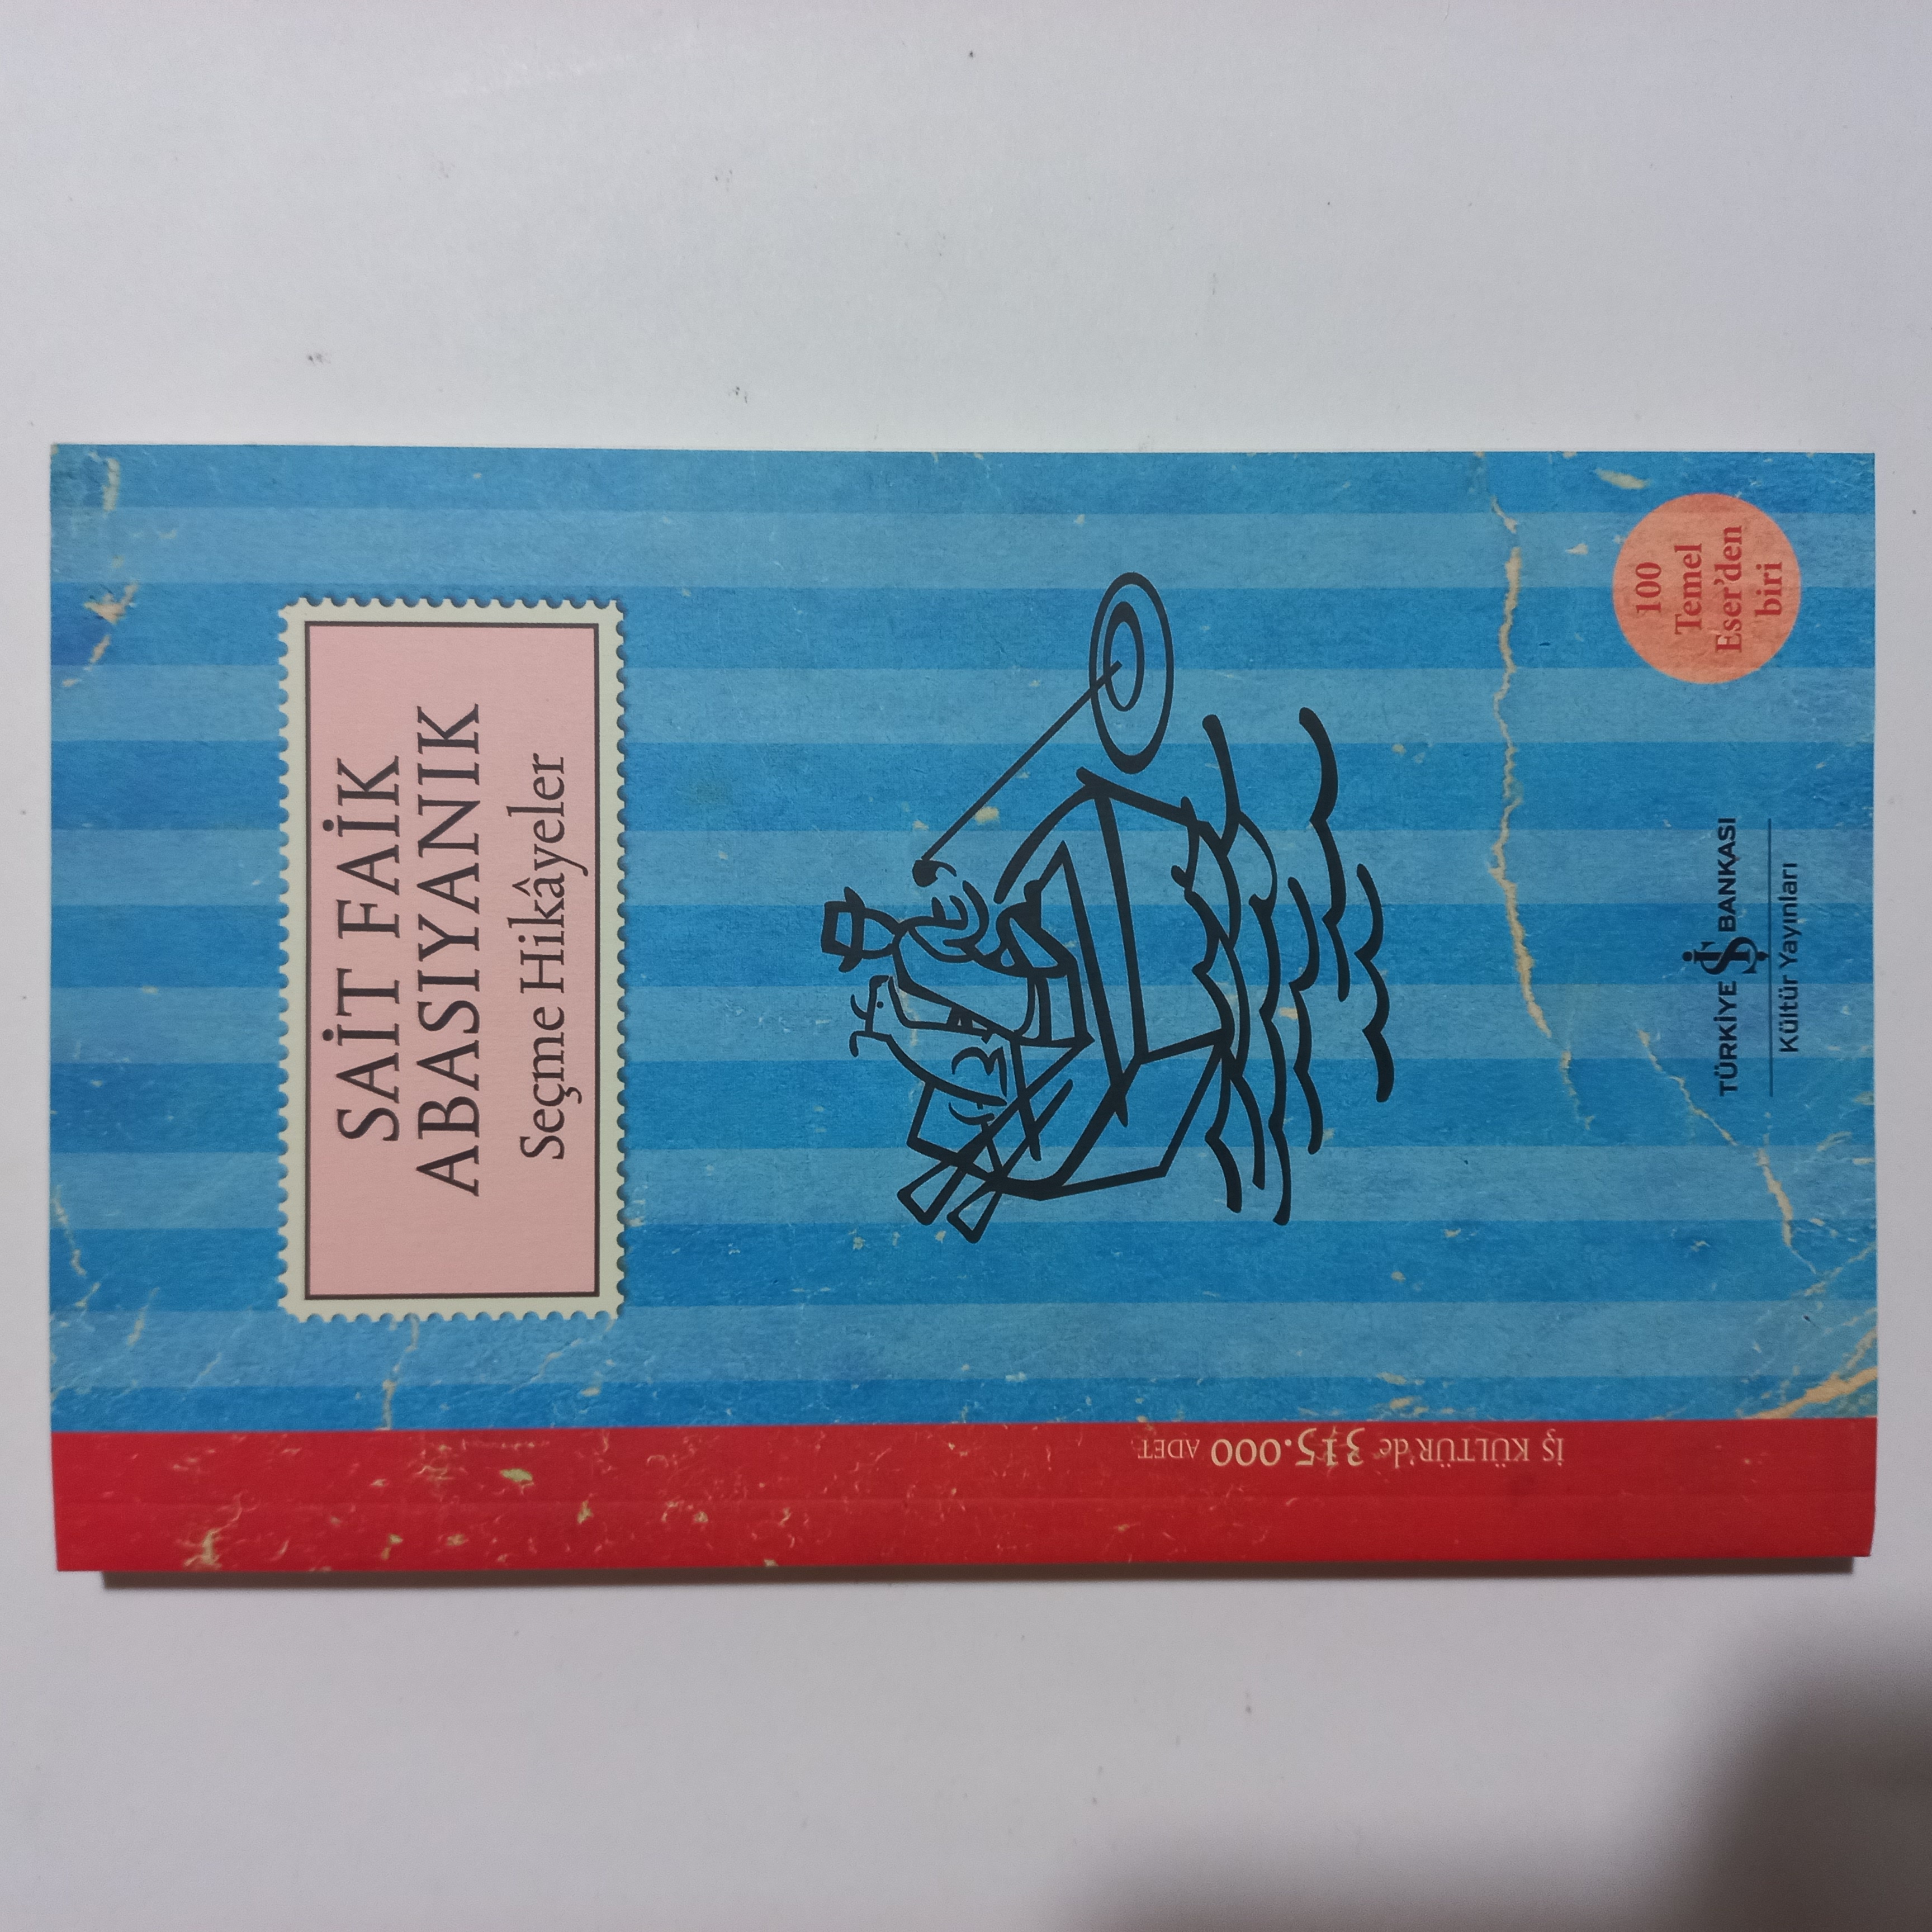 SAİT FAİK
ABASIYANIK
Seçme Hikâyeler
100
Temel
Eser'den
biri
TÜRKİYE İŞ BANKASI
Kültür Yayınları
İŞ KÜLTÜR'de 315.000 ADET